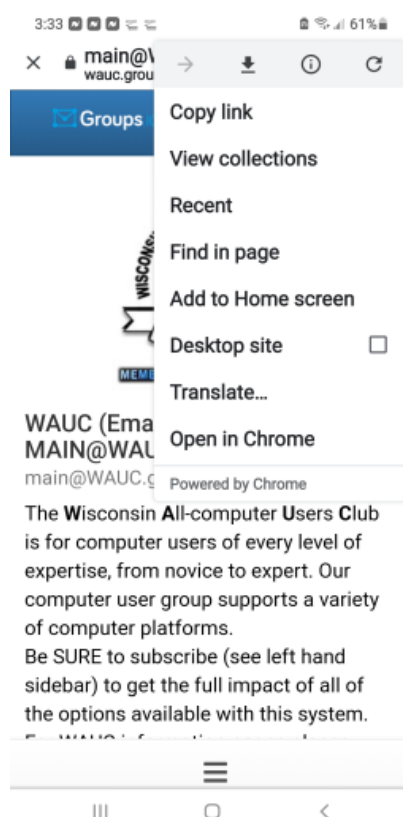 3:33 61%
main@W
wauc.grou
Copy link
View collections
Recent
Find in page
Add to Home screen
Desktop site
Translate...
Open in Chrome
Powered by Chrome
Groups
WISCONSI
MEMB
WAUC (Ema
MAIN@WAU
main@WAUC.g
The Wisconsin All-computer Users Club
is for computer users of every level of
expertise, from novice to expert. Our
computer user group supports a variety
of computer platforms.
Be SURE to subscribe (see left hand
sidebar) to get the full impact of all of
the options available with this system.